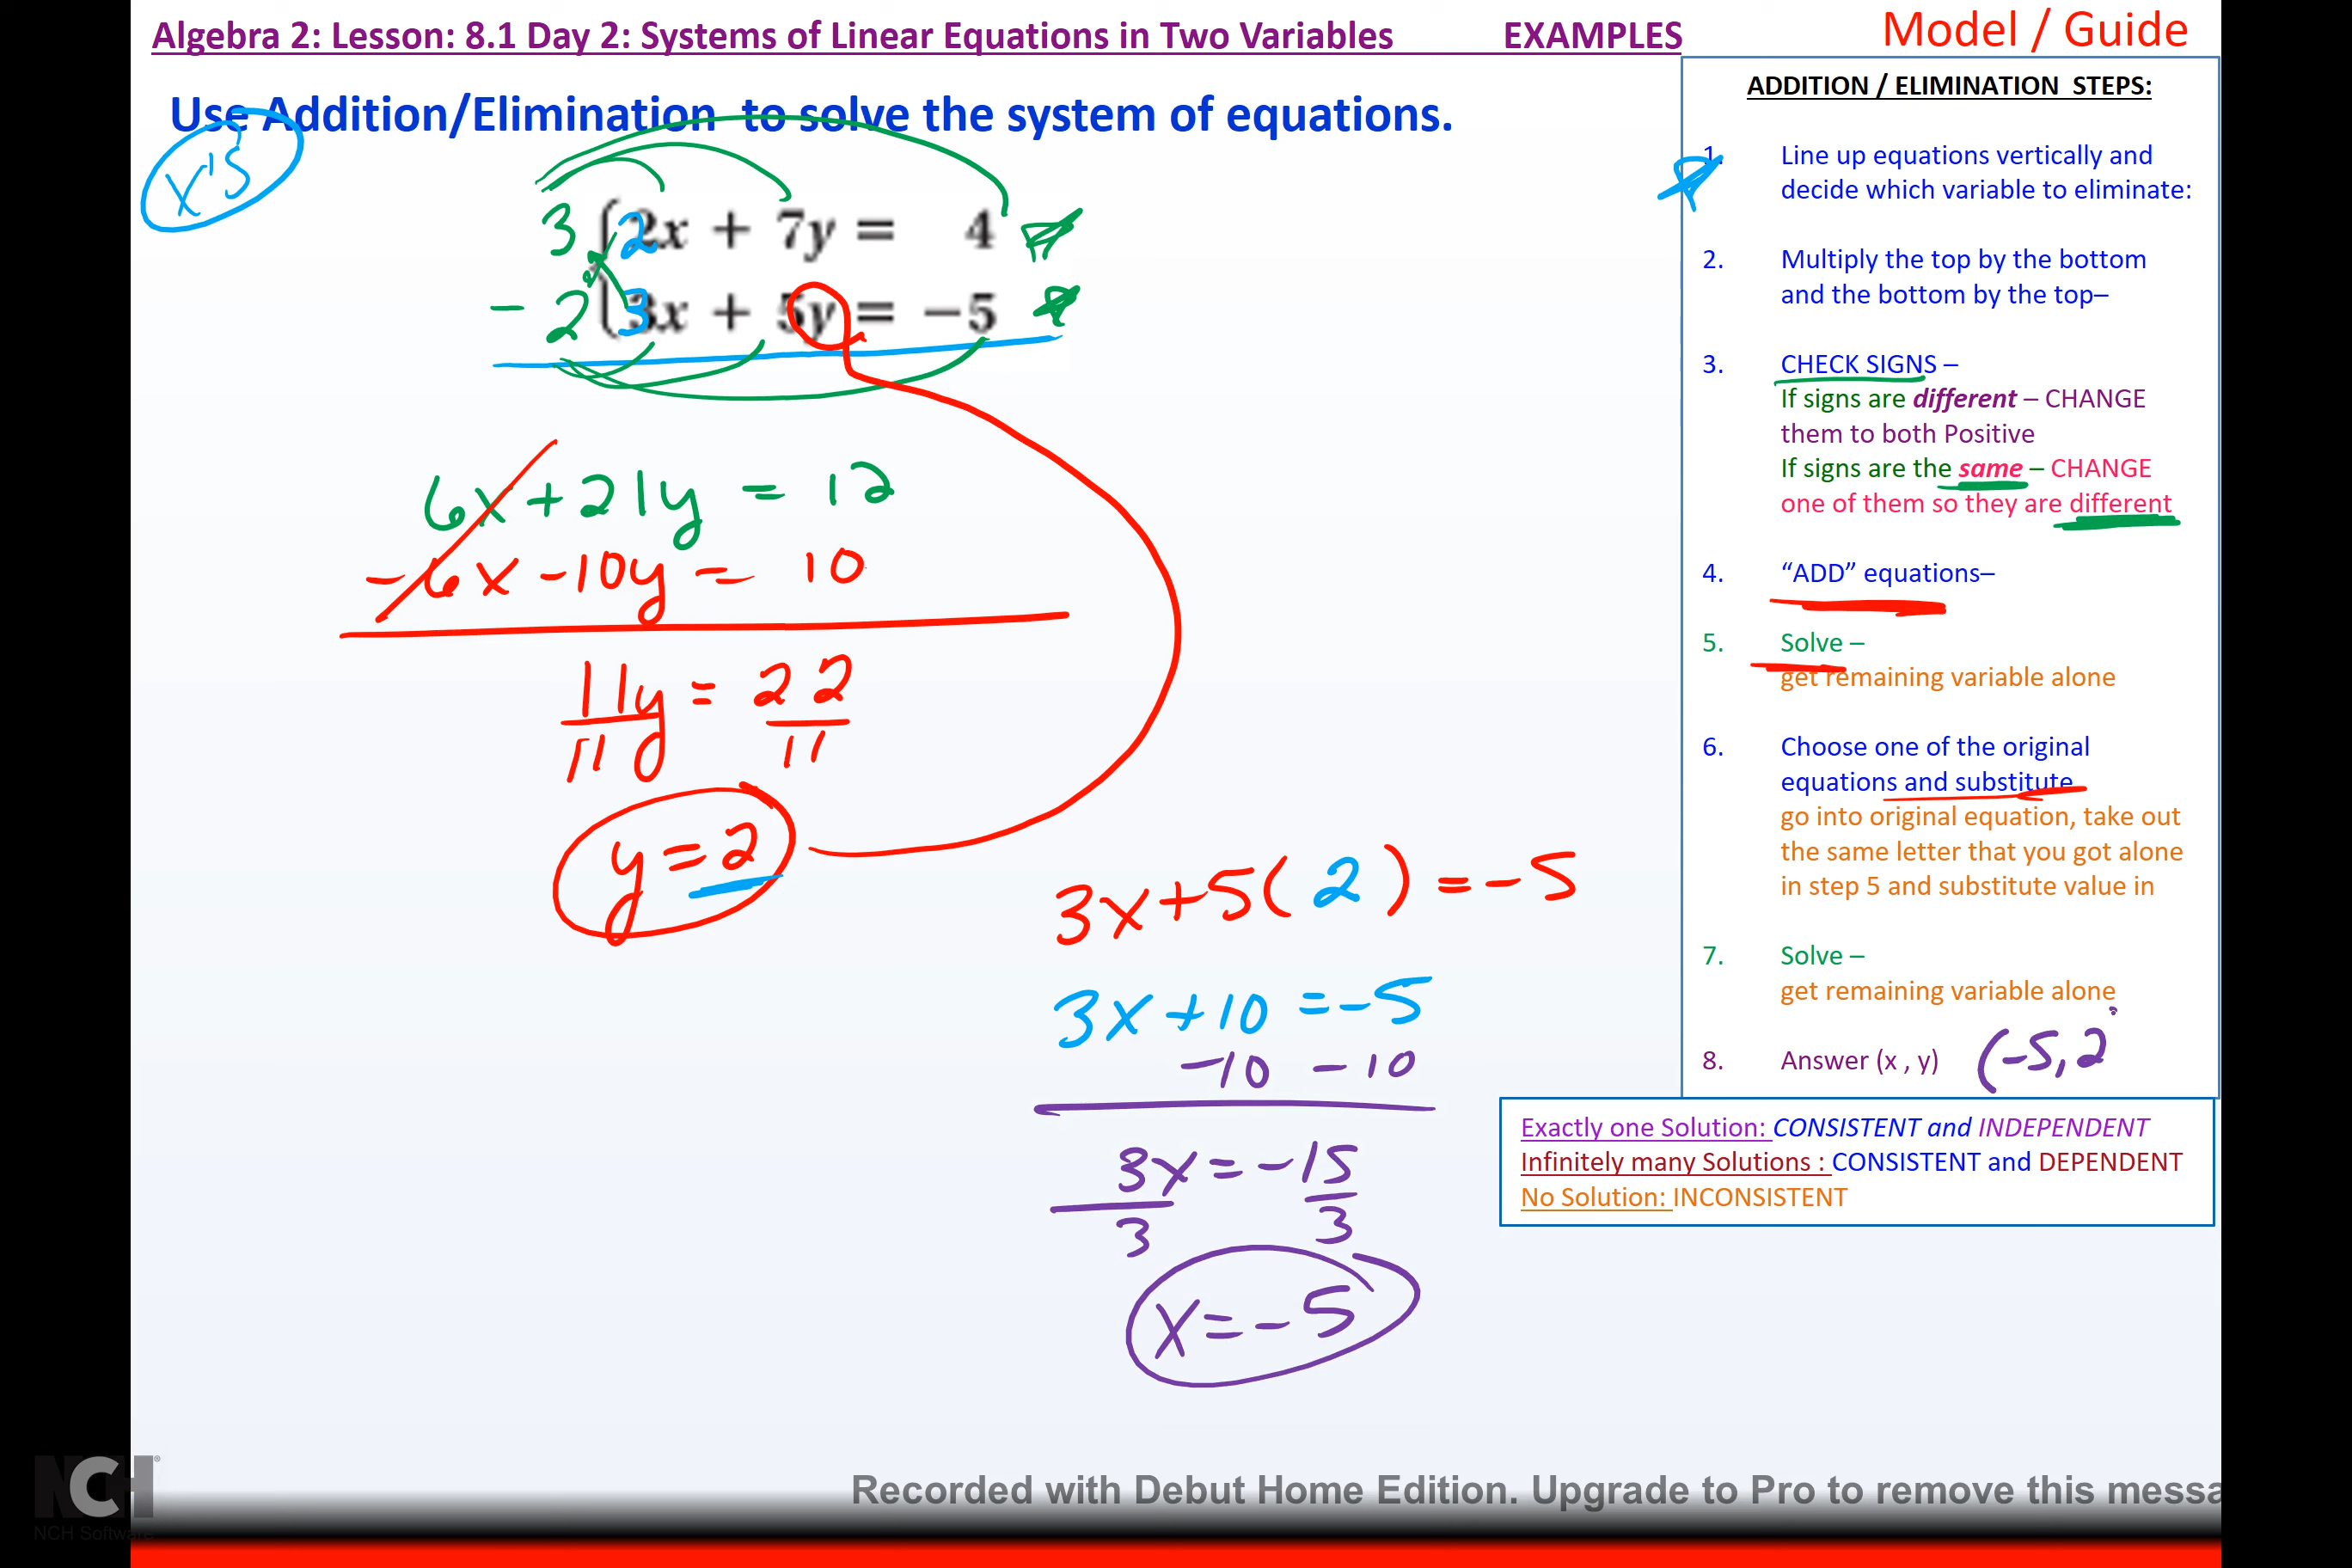 Algebra 2: Lesson: 8.1 Day 2: Systems of Linear Equations in Two Variables EXAMPLES
Model / Guide
Use Addition/Elimination to solve the system of equations.
x's
3 2x + 7y = 4
-2 3x + 5y = -5
6x + 21y = 12
-6x - 10y = 10
11y = 22
11 11
y = 2
3x + 5(2) = -5
3x + 10 = -5
-10 -10
3x = -15
3 3
x = -5
ADDITION / ELIMINATION STEPS:
1. Line up equations vertically and
decide which variable to eliminate:
2. Multiply the top by the bottom
and the bottom by the top–
3. CHECK SIGNS –
If signs are different – CHANGE
them to both Positive
If signs are the same – CHANGE
one of them so they are different
4. “ADD” equations–
5. Solve –
get remaining variable alone
6. Choose one of the original
equations and substitute
go into original equation, take out
the same letter that you got alone
in step 5 and substitute value in
7. Solve –
get remaining variable alone
8. Answer (x , y) (-5, 2
Exactly one Solution: CONSISTENT and INDEPENDENT
Infinitely many Solutions : CONSISTENT and DEPENDENT
No Solution: INCONSISTENT
NCH
NCH Software
Recorded with Debut Home Edition. Upgrade to Pro to remove this messa